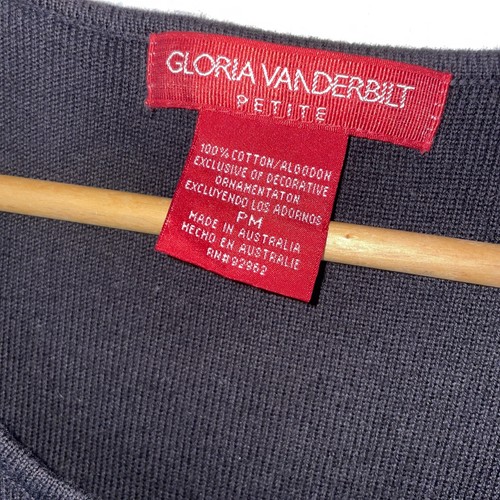 GLORIA VANDERBILT
PETITE
100% COTTON/ALGODON
EXCLUSIVE OF DECORATIVE
ORNAMENTATON
EXCLUYENDO LOS ADORNOS
PM
MADE IN AUSTRALIA
HECHO EN AUSTRALIE
RN#92962